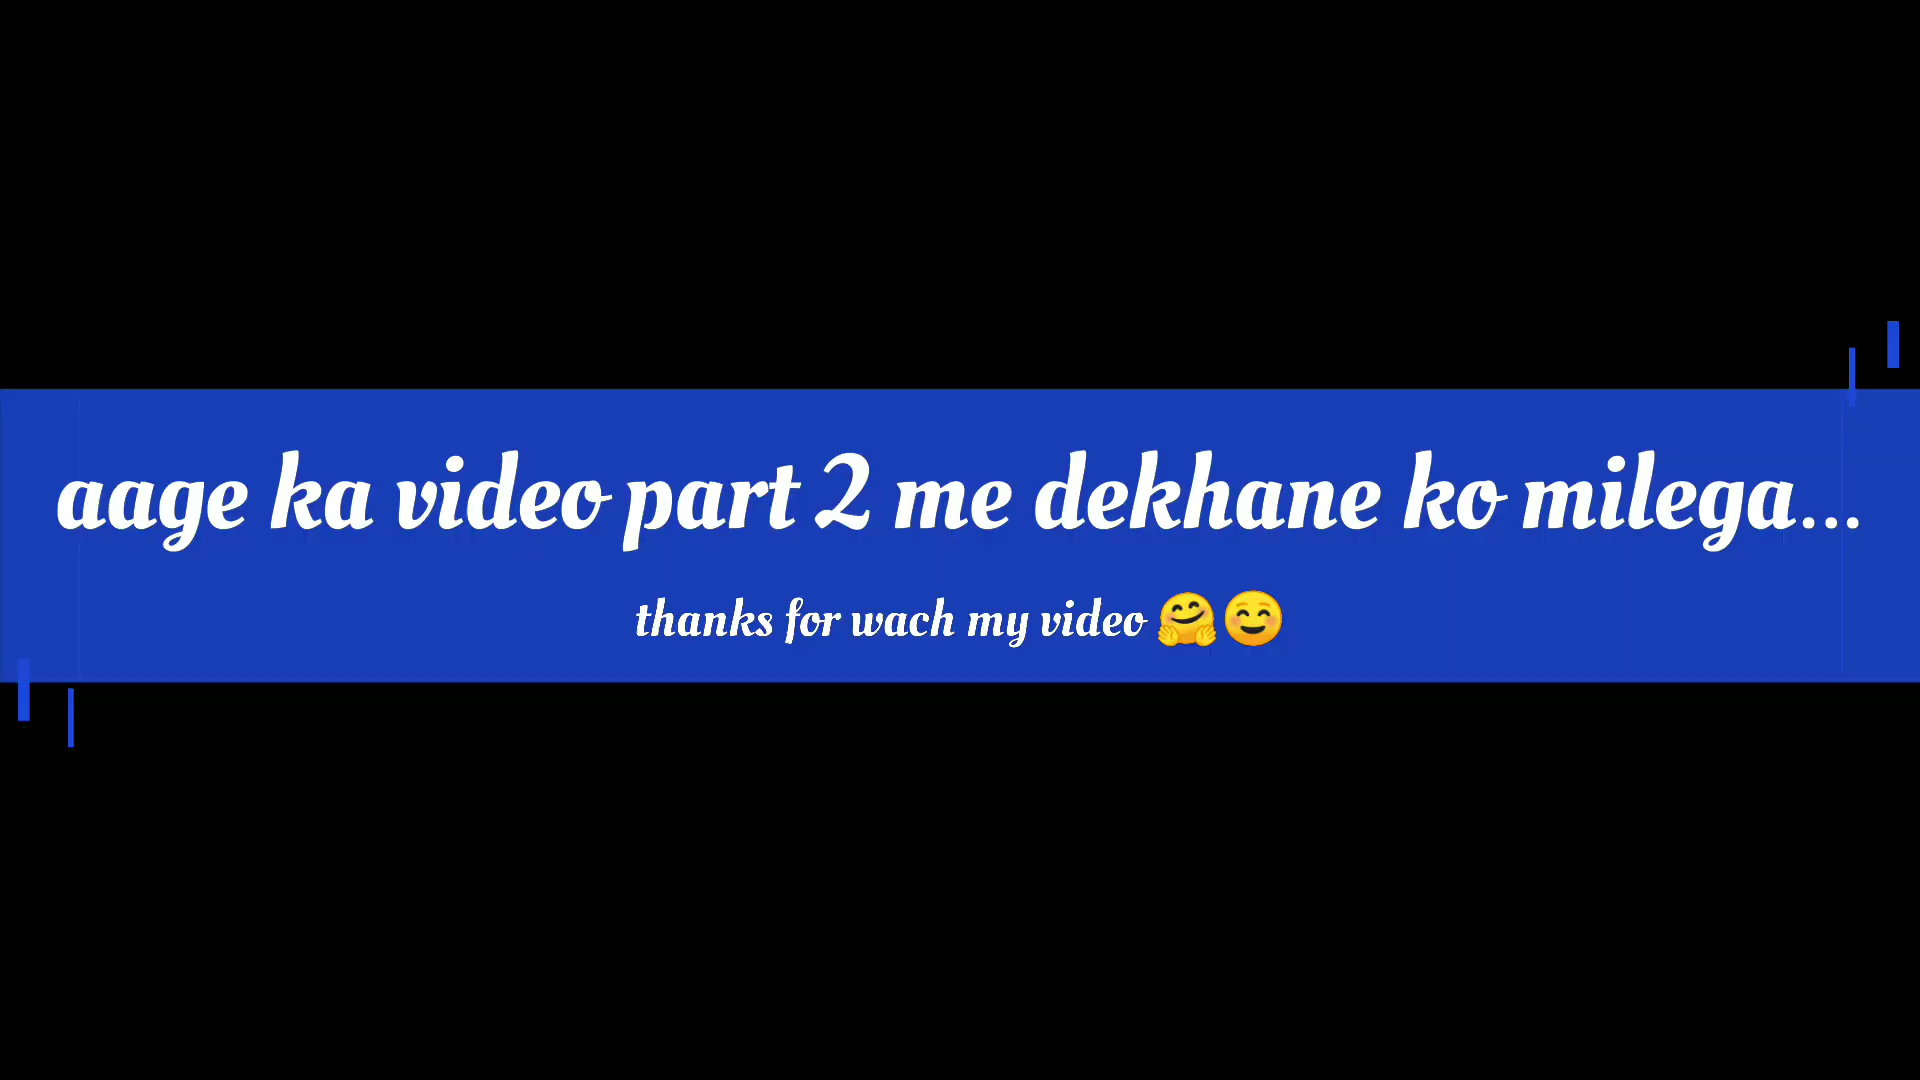 aage ka video part 2 me dekhane ko milega...
thanks for wach my video 🤗☺️